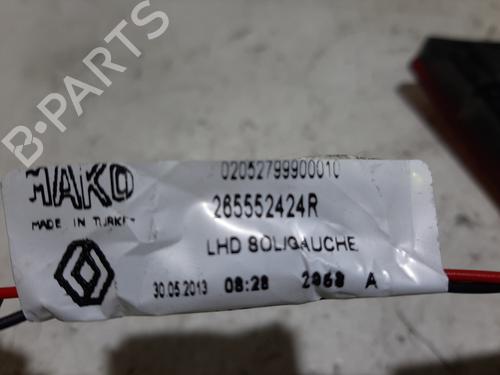 B-PARTS
MAKO
02052799900010
MADE IN TURKEY
265552424R
LHD SOL/GAUCHE
30.05.2013 08:28 2968 A